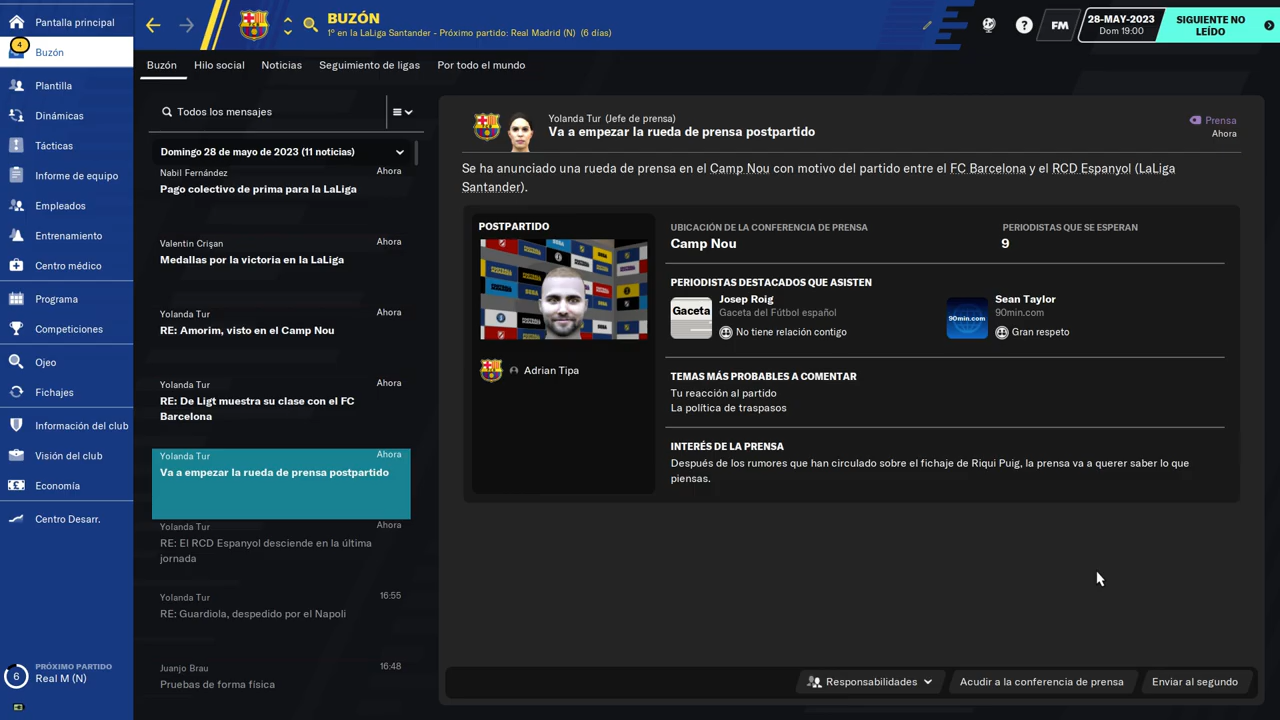 Pantalla principal
4
Buzón
Plantilla
Dinámicas
Tácticas
Informe de equipo
Empleados
Entrenamiento
Centro médico
Programa
Competiciones
Ojeo
Fichajes
Información del club
Visión del club
Economía
Centro Desarr.
6
PRÓXIMO PARTIDO
Real M (N)
BUZÓN
1º en la LaLiga Santander - Próximo partido: Real Madrid (N) (6 días)
?
FM
28-MAY-2023
Dom 19:00
SIGUIENTE NO
LEÍDO
Buzón Hilo social Noticias Seguimiento de ligas Por todo el mundo
Todos los mensajes
Domingo 28 de mayo de 2023 (11 noticias)
Nabil Fernández Ahora
Pago colectivo de prima para la LaLiga
Valentin Crișan Ahora
Medallas por la victoria en la LaLiga
Yolanda Tur Ahora
RE: Amorim, visto en el Camp Nou
Yolanda Tur Ahora
RE: De Ligt muestra su clase con el FC
Barcelona
Yolanda Tur Ahora
Va a empezar la rueda de prensa postpartido
Yolanda Tur Ahora
RE: El RCD Espanyol desciende en la última
jornada
Yolanda Tur 16:55
RE: Guardiola, despedido por el Napoli
Juanjo Brau 16:48
Pruebas de forma física
Yolanda Tur (Jefe de prensa)
Va a empezar la rueda de prensa postpartido
Prensa
Ahora
Se ha anunciado una rueda de prensa en el Camp Nou con motivo del partido entre el FC Barcelona y el RCD Espanyol (LaLiga
Santander).
POSTPARTIDO
Adrian Tipa
UBICACIÓN DE LA CONFERENCIA DE PRENSA
Camp Nou
PERIODISTAS QUE SE ESPERAN
9
PERIODISTAS DESTACADOS QUE ASISTEN
Gaceta
Josep Roig
Gaceta del Fútbol español
No tiene relación contigo
90min.com
Sean Taylor
90min.com
Gran respeto
TEMAS MÁS PROBABLES A COMENTAR
Tu reacción al partido
La política de traspasos
INTERÉS DE LA PRENSA
Después de los rumores que han circulado sobre el fichaje de Riqui Puig, la prensa va a querer saber lo que
piensas.
Responsabilidades
Acudir a la conferencia de prensa
Enviar al segundo